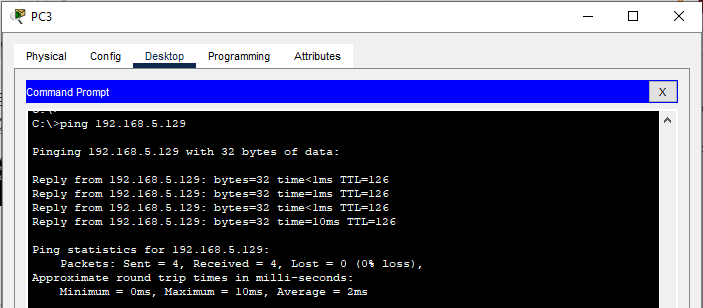 PC3
Physical Config Desktop Programming Attributes
Command Prompt X
C:\>ping 192.168.5.129
Pinging 192.168.5.129 with 32 bytes of data:
Reply from 192.168.5.129: bytes=32 time<1ms TTL=126
Reply from 192.168.5.129: bytes=32 time=1ms TTL=126
Reply from 192.168.5.129: bytes=32 time<1ms TTL=126
Reply from 192.168.5.129: bytes=32 time=10ms TTL=126
Ping statistics for 192.168.5.129:
Packets: Sent = 4, Received = 4, Lost = 0 (0% loss),
Approximate round trip times in milli-seconds:
Minimum = 0ms, Maximum = 10ms, Average = 2ms